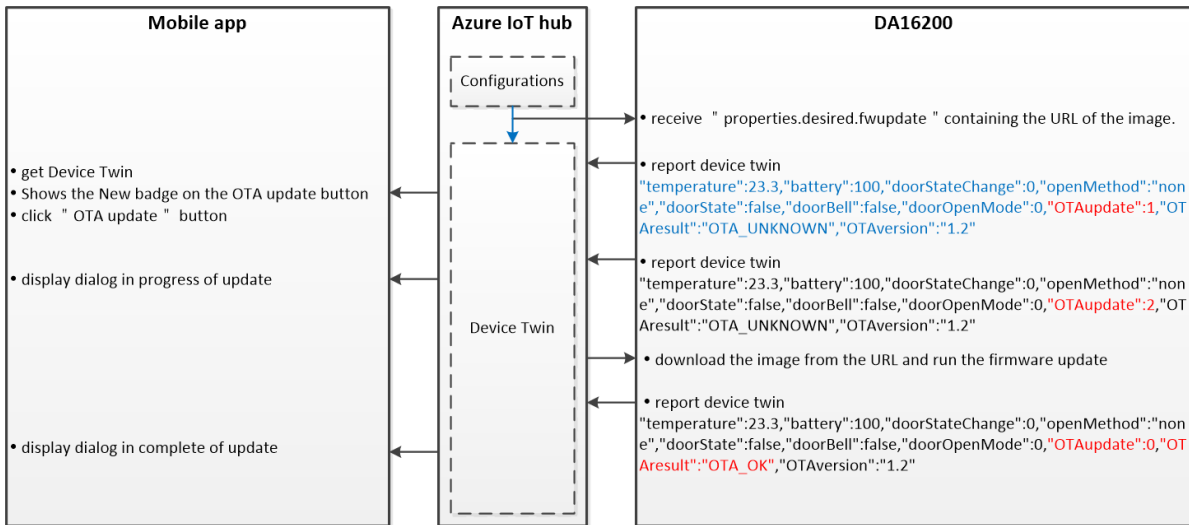 Mobile app
• get Device Twin
• Shows the New badge on the OTA update button
• click " OTA update " button
• display dialog in progress of update
• display dialog in complete of update
Azure IoT hub
Configurations
Device Twin
DA16200
• receive " properties.desired.fwupdate " containing the URL of the image.
• report device twin
"temperature":23.3,"battery":100,"doorStateChange":0,"openMethod":"non
e","doorState":false,"doorBell":false,"doorOpenMode":0,"OTAupdate":1,"OT
Aresult":"OTA_UNKNOWN","OTAversion":"1.2"
• report device twin
"temperature":23.3,"battery":100,"doorStateChange":0,"openMethod":"non
e","doorState":false,"doorBell":false,"doorOpenMode":0,"OTAupdate":2,"OT
Aresult":"OTA_UNKNOWN","OTAversion":"1.2"
• download the image from the URL and run the firmware update
• report device twin
"temperature":23.3,"battery":100,"doorStateChange":0,"openMethod":"non
e","doorState":false,"doorBell":false,"doorOpenMode":0,"OTAupdate":0,"OT
Aresult":"OTA_OK","OTAversion":"1.2"